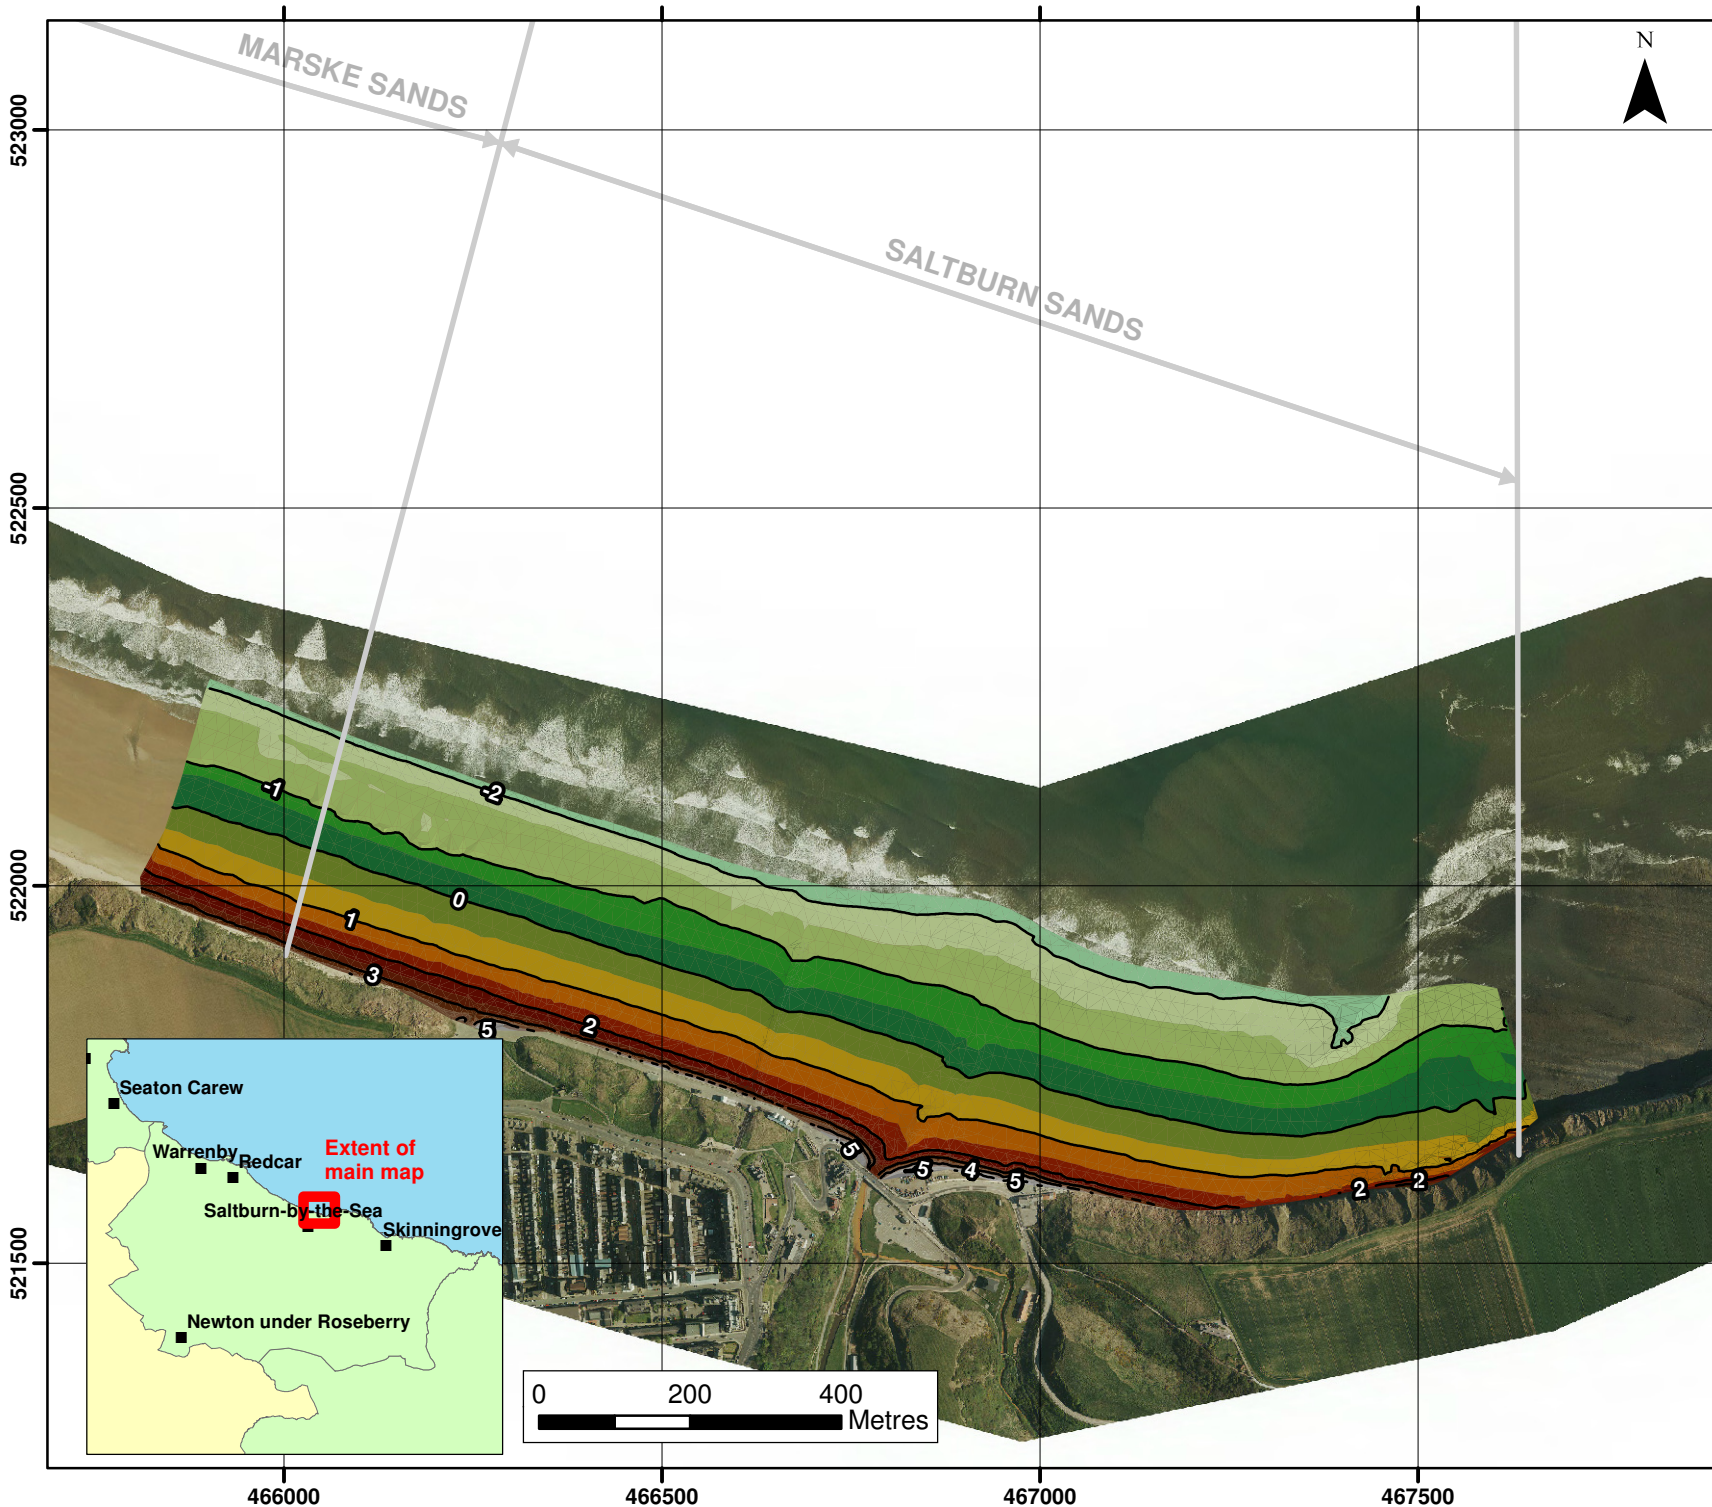 N
MARSKE SANDS
SALTBURN SANDS
523000
522500
522000
521500
-1
-2
0
1
3
2
5
5
5
4
5
2
2
Seaton Carew
Warrenby
Redcar
Extent of
main map
Saltburn-by-the-Sea
Skinningrove
Newton under Roseberry
0 200 400
Metres
466000 466500 467000 467500